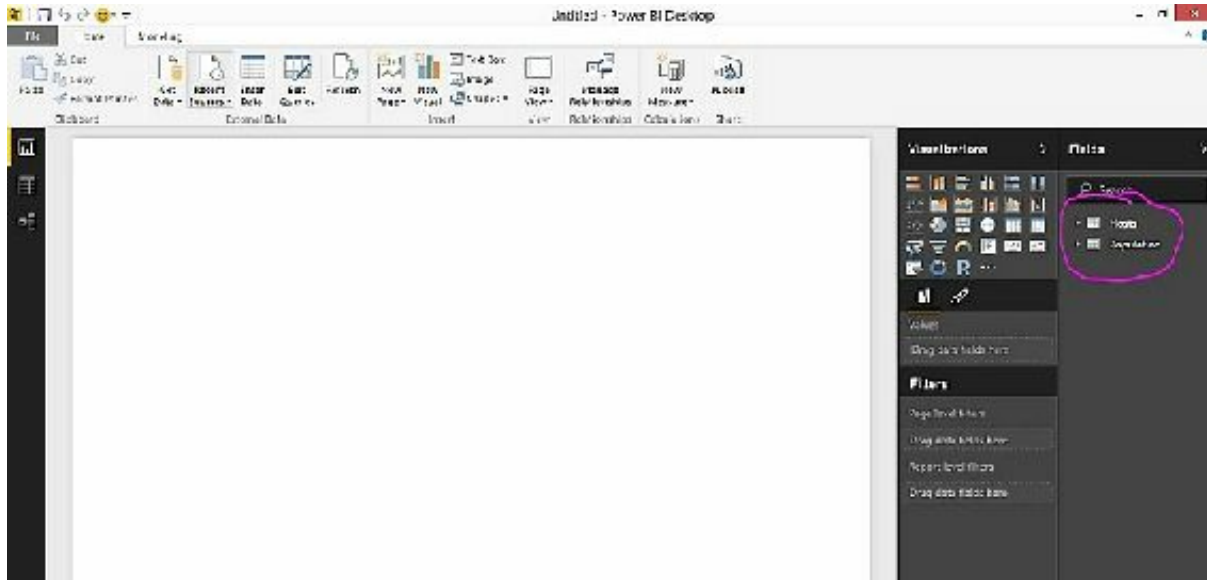 Untitled - Power BI Desktop
File
Modeling
Cut
Copy
Format Painter
Get Data
Recent Sources
Enter Data
Edit Queries
Refresh
New Page
New Visual
Text Box
Image
Shapes
Page View
Manage Relationships
New Measure
Publish
Clipboard
External Data
Insert
View
Relationships
Calculations
Share
Visualizations
Fields
Search
R
Values
Drag data fields here
Filters
Page level filters
Drag data fields here
Report level filters
Drag data fields here